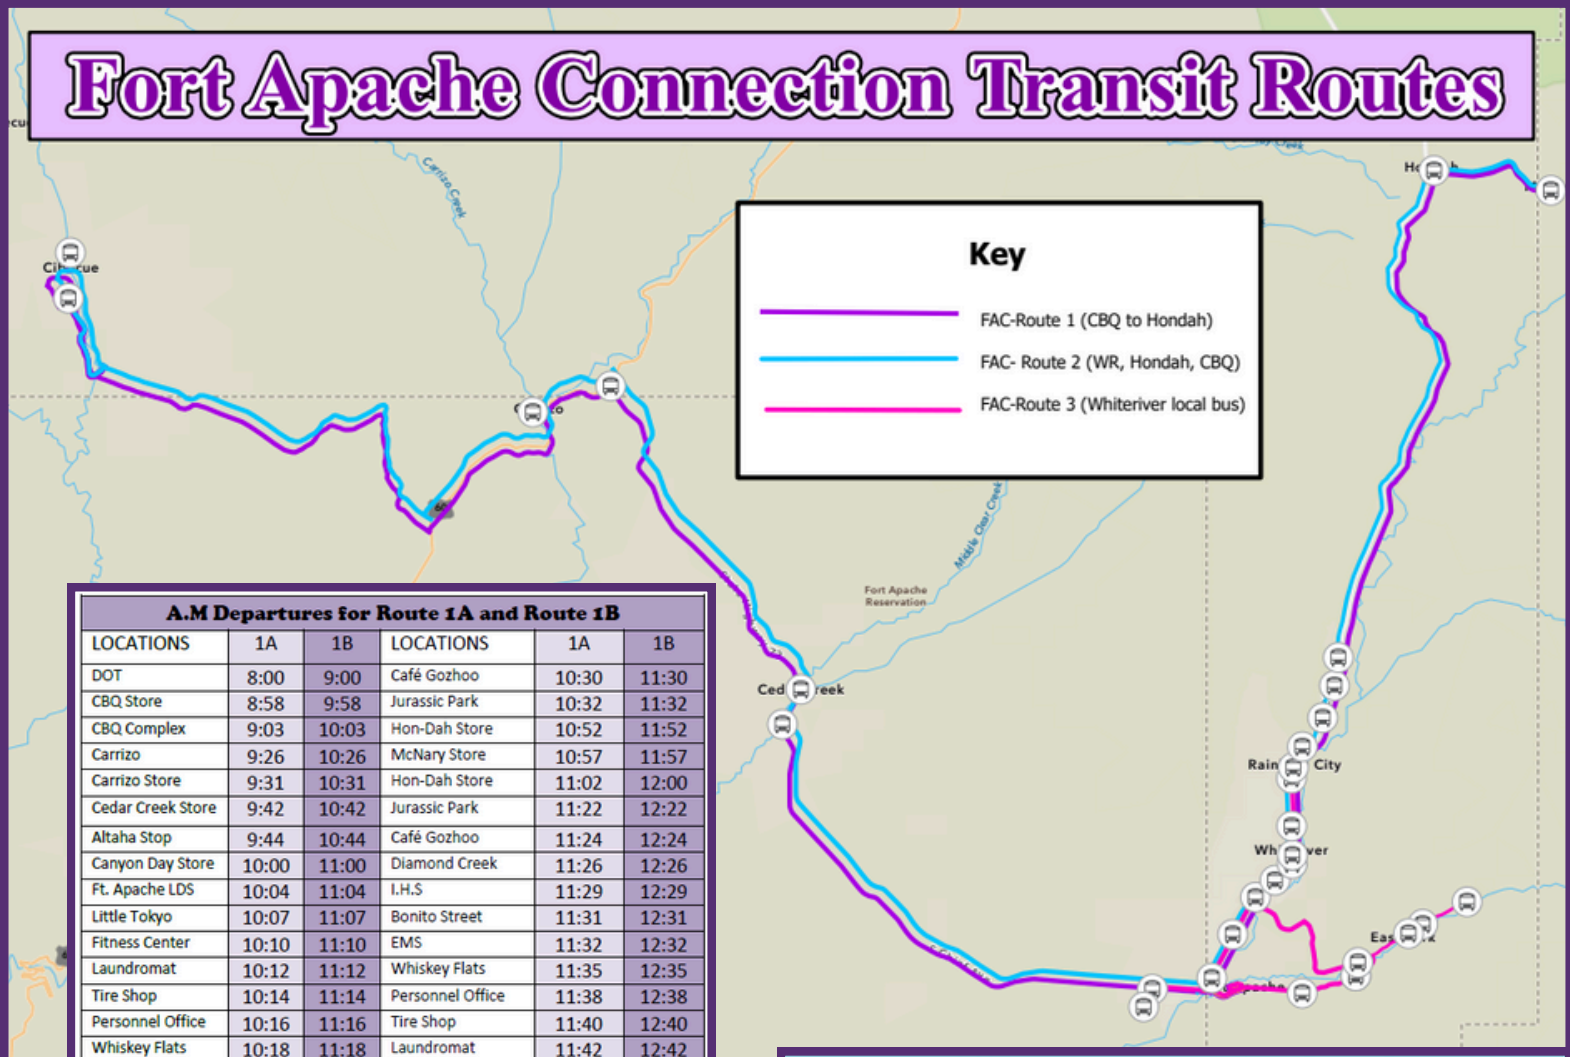 Fort Apache Connection Transit Routes
Carrizo Creek
Key
FAC-Route 1 (CBQ to Hondah)
FAC- Route 2 (WR, Hondah, CBQ)
FAC-Route 3 (Whiteriver local bus)
60
Middle Clear Creek
Fort Apache
Reservation
Creek
City
A.M Departures for Route 1A and Route 1B
LOCATIONS 1A 1B LOCATIONS 1A 1B
DOT 8:00 9:00 Café Gozhoo 10:30 11:30
CBQ Store 8:58 9:58 Jurassic Park 10:32 11:32
CBQ Complex 9:03 10:03 Hon-Dah Store 10:52 11:52
Carrizo 9:26 10:26 McNary Store 10:57 11:57
Carrizo Store 9:31 10:31 Hon-Dah Store 11:02 12:00
Cedar Creek Store 9:42 10:42 Jurassic Park 11:22 12:22
Altaha Stop 9:44 10:44 Café Gozhoo 11:24 12:24
Canyon Day Store 10:00 11:00 Diamond Creek 11:26 12:26
Ft. Apache LDS 10:04 11:04 I.H.S 11:29 12:29
Little Tokyo 10:07 11:07 Bonito Street 11:31 12:31
Fitness Center 10:10 11:10 EMS 11:32 12:32
Laundromat 10:12 11:12 Whiskey Flats 11:35 12:35
Tire Shop 10:14 11:14 Personnel Office 11:38 12:38
Personnel Office 10:16 11:16 Tire Shop 11:40 12:40
Whiskey Flats 10:18 11:18 Laundromat 11:42 12:42